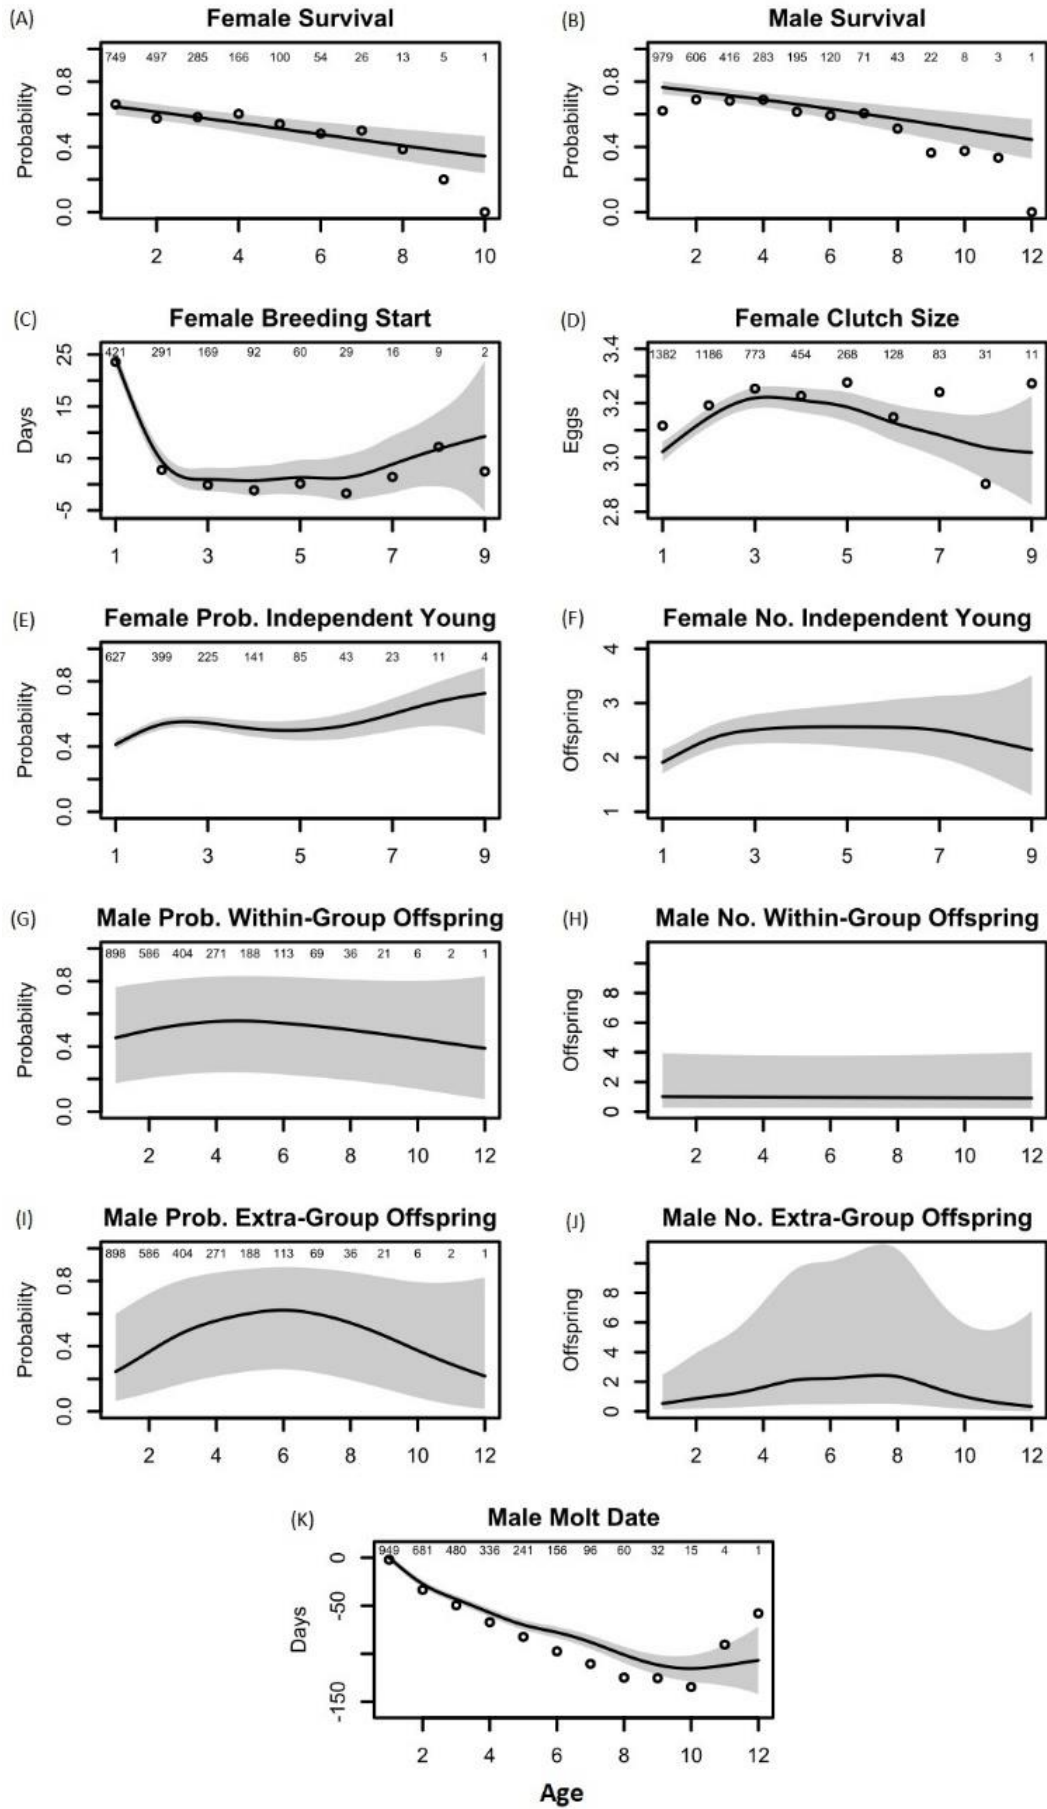 (A) Female Survival (B) Male Survival
749 497 285 166 100 54 26 13 5 1
979 606 416 283 195 120 71 43 22 8 3 1
Probability 0.0 0.4 0.8
Probability 0.0 0.4 0.8
2 4 6 8 10
2 4 6 8 10 12
(C) Female Breeding Start (D) Female Clutch Size
421 291 169 92 60 29 16 9 2
1382 1186 773 454 268 128 83 31 11
Days -5 5 15 25
Eggs 2.8 3.0 3.2 3.4
1 3 5 7 9
1 3 5 7 9
(E) Female Prob. Independent Young (F) Female No. Independent Young
627 399 225 141 85 43 23 11 4
Probability 0.0 0.4 0.8
Offspring 1 2 3 4
1 3 5 7 9
1 3 5 7 9
(G) Male Prob. Within-Group Offspring (H) Male No. Within-Group Offspring
898 586 404 271 188 113 69 36 21 6 2 1
Probability 0.0 0.4 0.8
Offspring 0 2 4 6 8
2 4 6 8 10 12
2 4 6 8 10 12
(I) Male Prob. Extra-Group Offspring (J) Male No. Extra-Group Offspring
898 586 404 271 188 113 69 36 21 6 2 1
Probability 0.0 0.4 0.8
Offspring 0 2 4 6 8
2 4 6 8 10 12
2 4 6 8 10 12
(K) Male Molt Date
949 681 480 336 241 156 96 60 32 15 4 1
Days -150 -50 0
2 4 6 8 10 12
Age